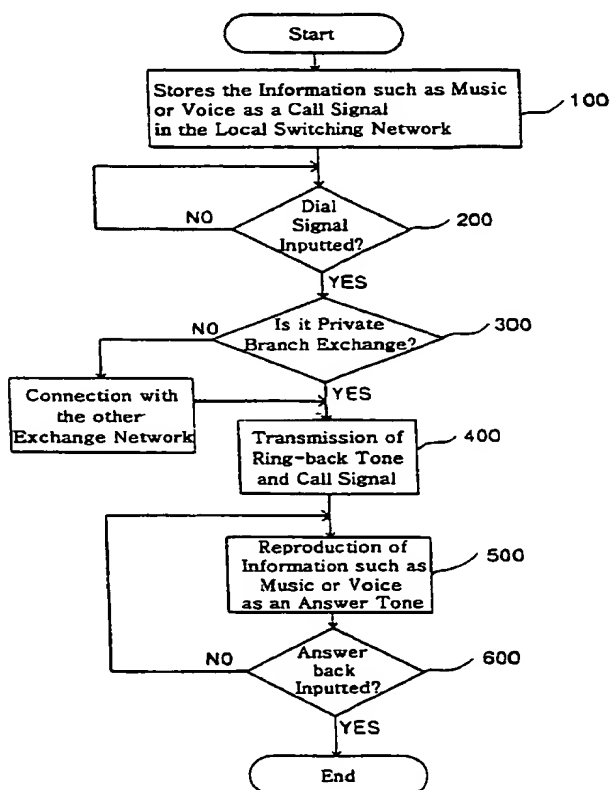 Start
Stores the Information such as Music
or Voice as a Call Signal
in the Local Switching Network
100
Dial
Signal
Inputted?
200
NO
YES
Is it Private
Branch Exchange?
300
NO
YES
Connection with
the other
Exchange Network
Transmission of
Ring-back Tone
and Call Signal
400
Reproduction of
Information such as
Music or Voice
as an Answer Tone
500
Answer
back
Inputted?
600
NO
YES
End